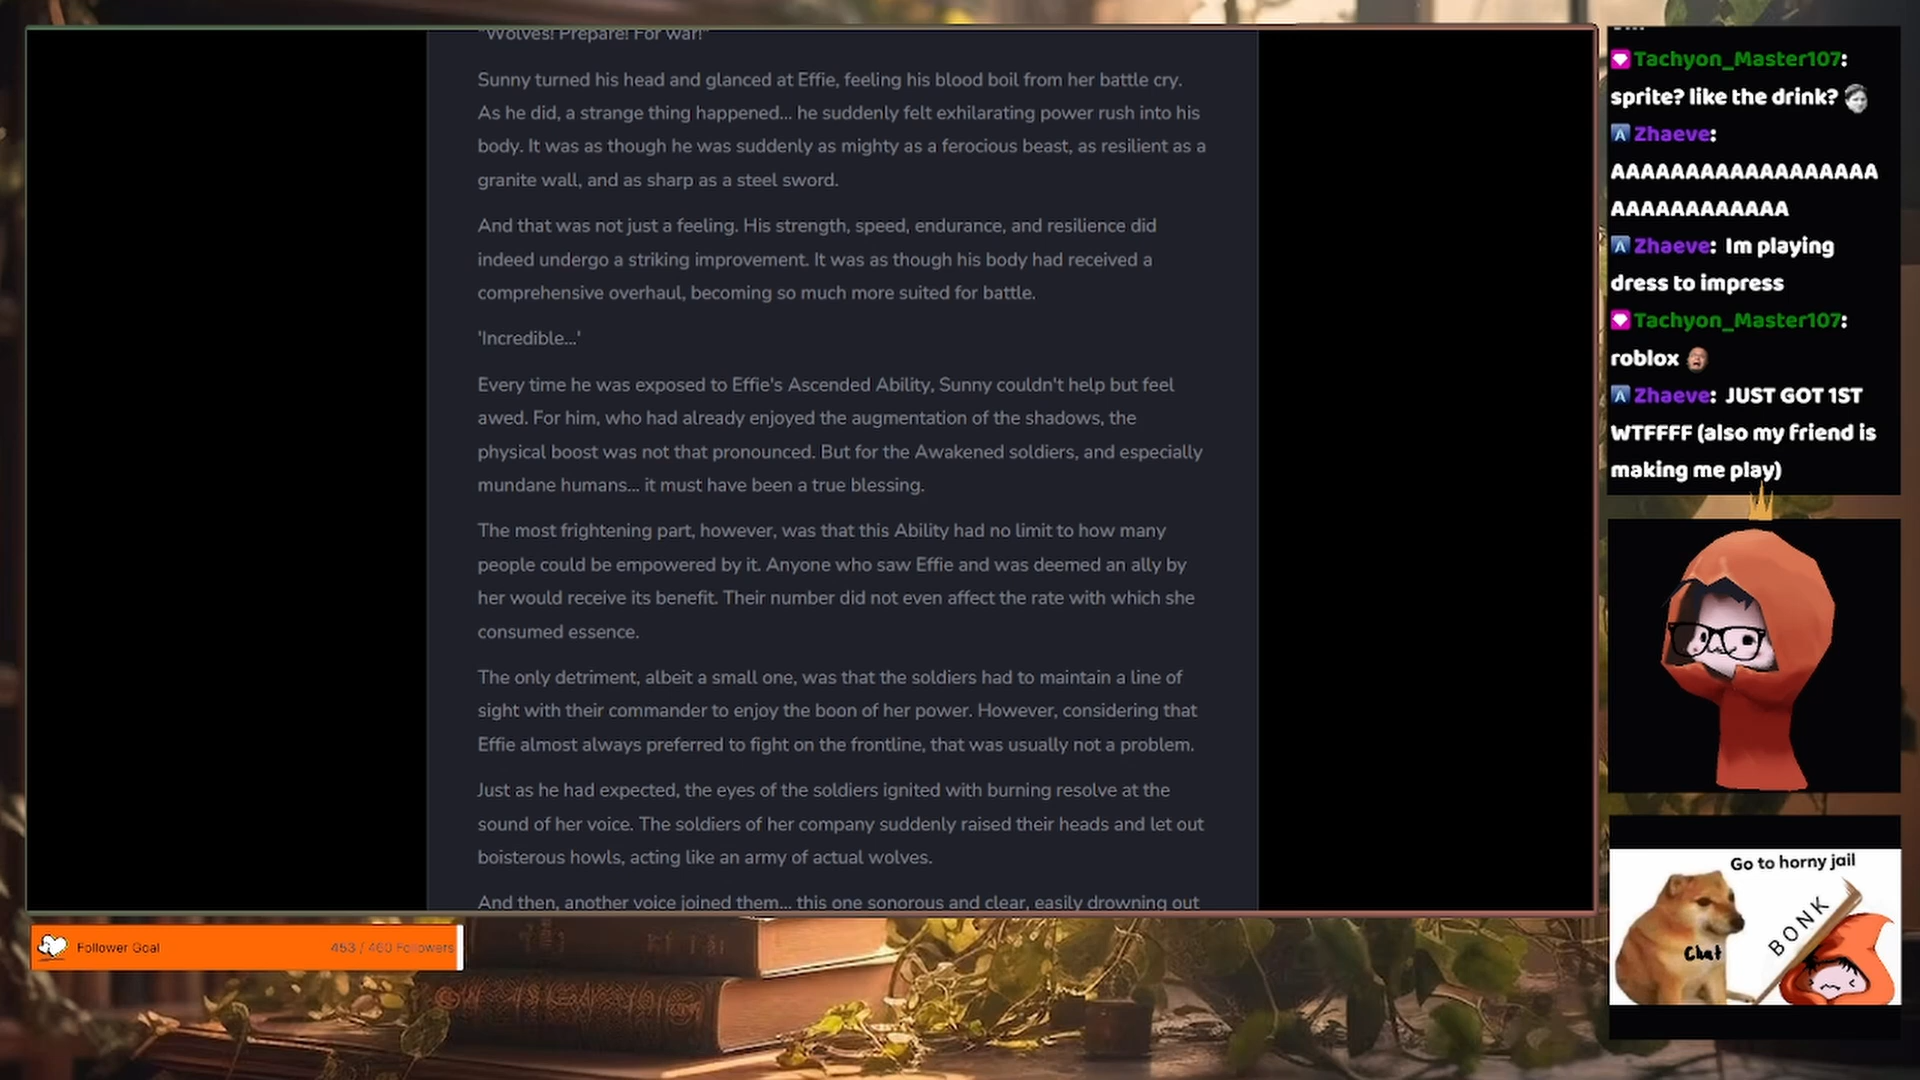 "Wolves! Prepare! For war!"
Sunny turned his head and glanced at Effie, feeling his blood boil from her battle cry.
As he did, a strange thing happened... he suddenly felt exhilarating power rush into his
body. It was as though he was suddenly as mighty as a ferocious beast, as resilient as a
granite wall, and as sharp as a steel sword.
And that was not just a feeling. His strength, speed, endurance, and resilience did
indeed undergo a striking improvement. It was as though his body had received a
comprehensive overhaul, becoming so much more suited for battle.
'Incredible...'
Every time he was exposed to Effie's Ascended Ability, Sunny couldn't help but feel
awed. For him, who had already enjoyed the augmentation of the shadows, the
physical boost was not that pronounced. But for the Awakened soldiers, and especially
mundane humans... it must have been a true blessing.
The most frightening part, however, was that this Ability had no limit to how many
people could be empowered by it. Anyone who saw Effie and was deemed an ally by
her would receive its benefit. Their number did not even affect the rate with which she
consumed essence.
The only detriment, albeit a small one, was that the soldiers had to maintain a line of
sight with their commander to enjoy the boon of her power. However, considering that
Effie almost always preferred to fight on the frontline, that was usually not a problem.
Just as he had expected, the eyes of the soldiers ignited with burning resolve at the
sound of her voice. The soldiers of her company suddenly raised their heads and let out
boisterous howls, acting like an army of actual wolves.
And then, another voice joined them... this one sonorous and clear, easily drowning out
Tachyon_Master107:
sprite? like the drink?
A Zhaeve:
AAAAAAAAAAAAAAAAAA
AAAAAAAAAAAA
A Zhaeve: Im playing
dress to impress
Tachyon_Master107:
roblox
A Zhaeve: JUST GOT 1ST
WTFFFF (also my friend is
making me play)
Go to horny jail
BONK
Chat
Follower Goal
453 / 460 Followers